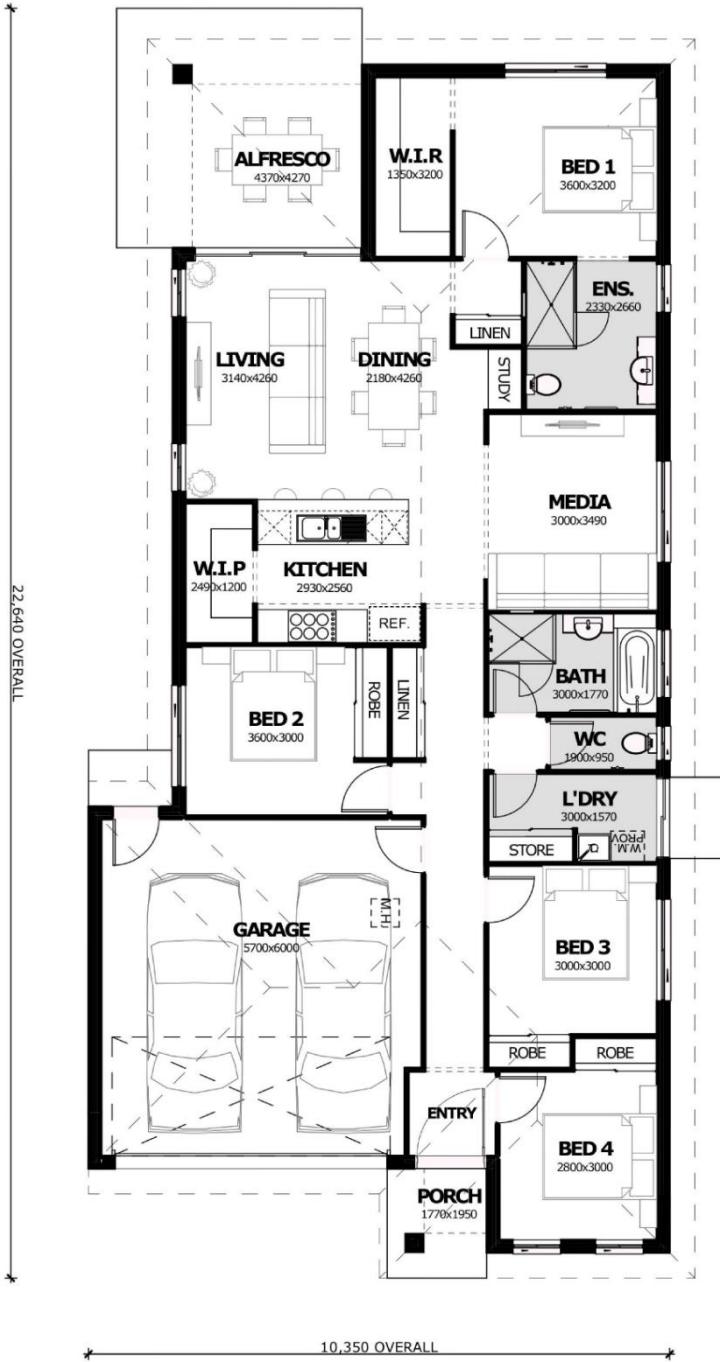 ALFRESCO
4370x4270
W.I.R
1350x3200
BED 1
3600x3200
ENS.
2330x2660
LINEN
LIVING
3140x4260
DINING
2180x4260
STUDY
MEDIA
3000x3490
W.I.P
2490x1200
KITCHEN
2930x2560
REF.
22,640 OVERALL
BED 2
3600x3000
ROBE
LINEN
BATH
3000x1770
WC
1900x950
L'DRY
3000x1570
STORE
W.M.
PROV
GARAGE
5700x6000
M.H
BED 3
3000x3000
ROBE
ROBE
ENTRY
BED 4
2800x3000
PORCH
1770x1950
10,350 OVERALL